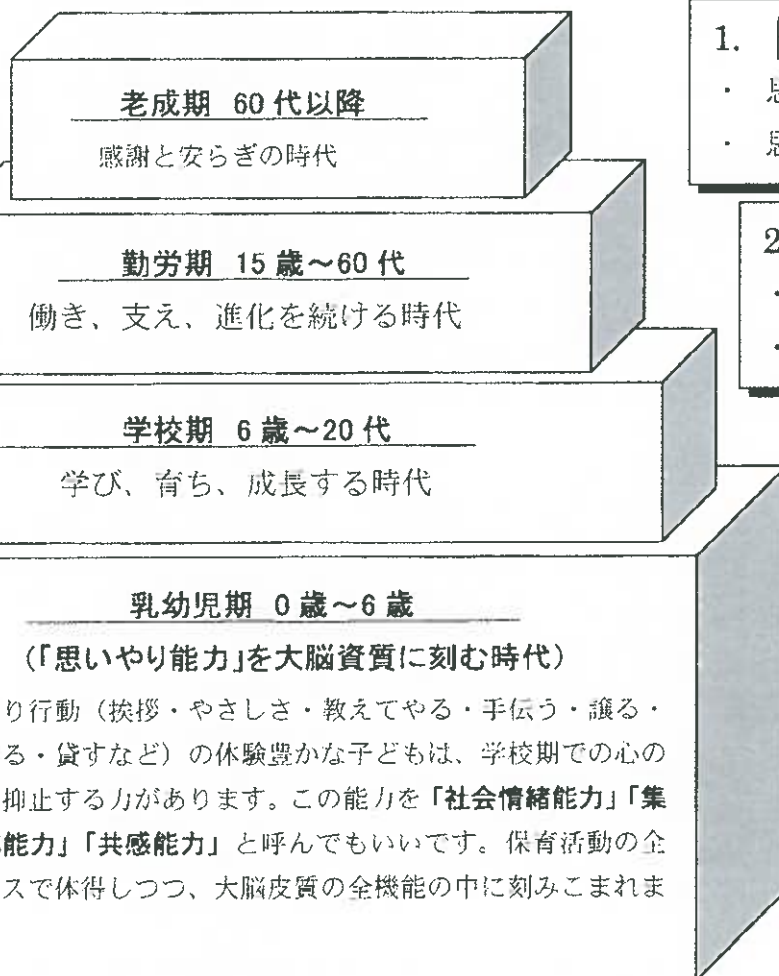 老成期 60代以降
感謝と安らぎの時代
勤労期 15歳～60代
働き、支え、進化を続ける時代
学校期 6歳～20代
学び、育ち、成長する時代
乳幼児期 0歳～6歳
(「思いやり能力」を大脳資質に刻む時代)
り行動（挨拶・やさしさ・教えてやる・手伝う・譲る・
る・貸すなど）の体験豊かな子どもは、学校期での心の
抑止する力があります。この能力を「社会情緒能力」「集
能力」「共感能力」と呼んでもいいです。保育活動の全
スで体得しつつ、大脳皮質の全機能の中に刻みこまれま
1.
・
・
2
・
・